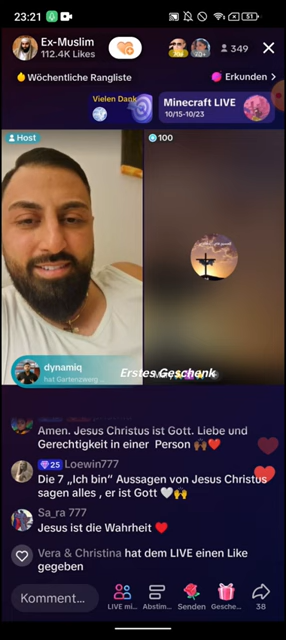 23:21
51
Ex-Muslim
112.4K Likes
349
Wöchentliche Rangliste
Erkunden >
Vielen Dank
Minecraft LIVE
10/15-10/23
Host
100
dynamiq
hat Gartenzwerg
Erstes Geschenk
Amen. Jesus Christus ist Gott. Liebe und
Gerechtigkeit in einer Person
25 Loewin777
Die 7 „Ich bin“ Aussagen von Jesus Christus
sagen alles , er ist Gott 🤍🙌
Sa_ra 777
Jesus ist die Wahrheit ❤️
Vera & Christina hat dem LIVE einen Like
gegeben
Komment...
LIVE mi...
Abstim...
Senden
Gesche...
38